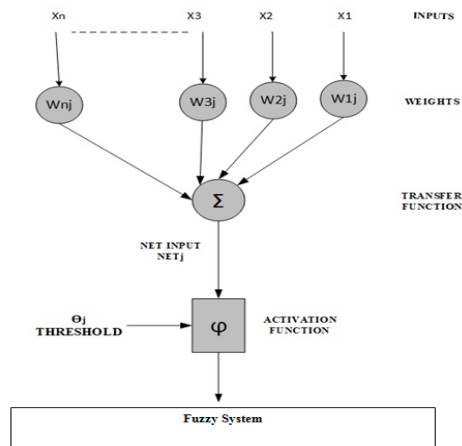 Xn X3 X2 X1 INPUTS
Wnj W3j W2j W1j WEIGHTS
Σ TRANSFER
FUNCTION
NET INPUT
NETj
Θj
THRESHOLD
φ
ACTIVATION
FUNCTION
Fuzzy System